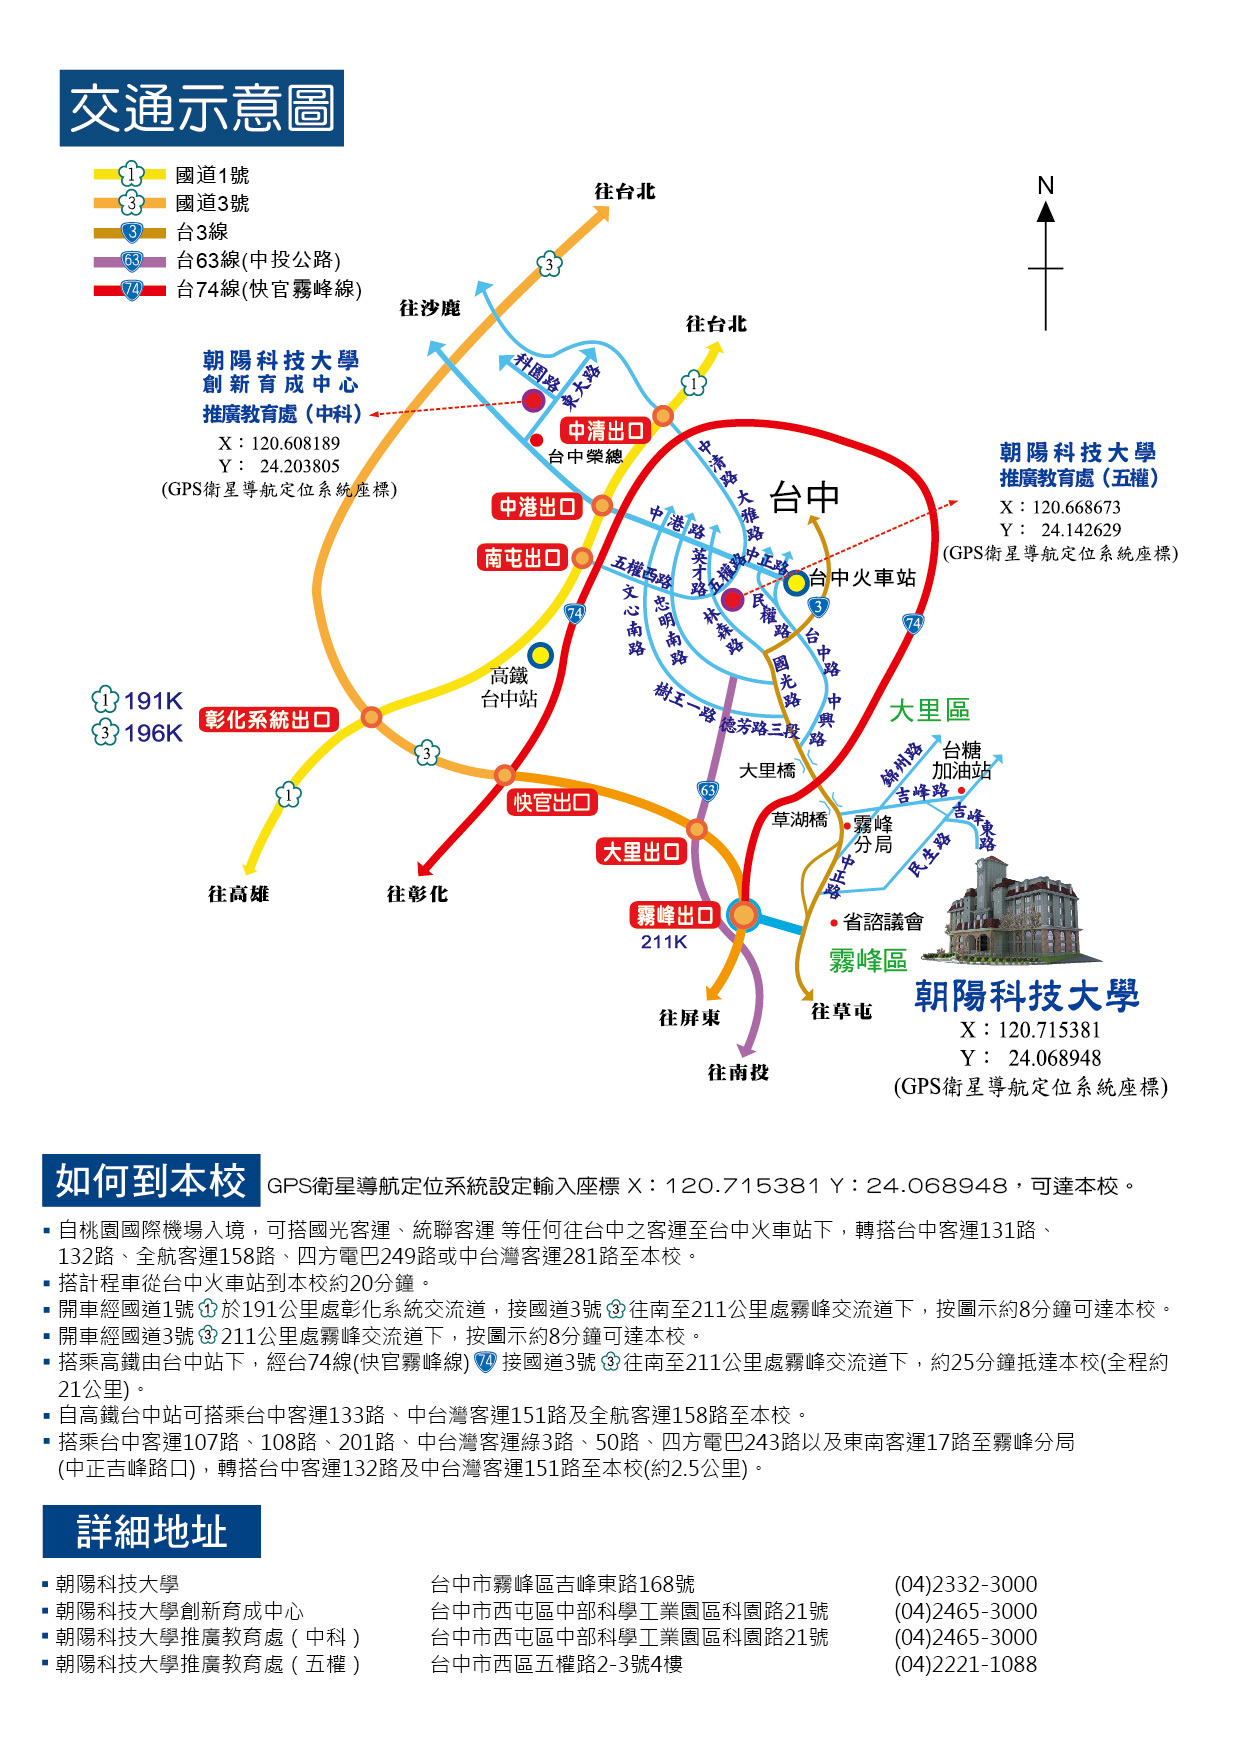 交通示意圖
1 國道1號
3 國道3號
3 台3線
63 台63線(中投公路)
74 台74線(快官霧峰線)
往台北
N
3
往沙鹿
往台北
朝陽科技大學
創新育成中心
推廣教育處（中科）
X：120.608189
Y： 24.203805
(GPS衛星導航定位系統座標)
科園路
東大路
1
中清出口
台中榮總
中清路
大雅路
台中
朝陽科技大學
推廣教育處（五權）
X：120.668673
Y： 24.142629
(GPS衛星導航定位系統座標)
中港出口
中港路
南屯出口
五權西路
英才路
五權路
中正路
台中火車站
文心南路
忠明南路
林森路
民權路
3
74
74
台中路
國光路
高鐵
台中站
樹王一路
德芳路三段
中興路
1 191K
3 196K
彰化系統出口
3
大里區
錦州路
台糖
加油站
大里橋
吉峰路
吉峰東路
63
1
快官出口
草湖橋
霧峰
分局
民生路
中正路
大里出口
往高雄
往彰化
霧峰出口
211K
省諮議會
霧峰區
往屏東
往草屯
往南投
朝陽科技大學
X：120.715381
Y： 24.068948
(GPS衛星導航定位系統座標)
如何到本校 GPS衛星導航定位系統設定輸入座標 X：120.715381 Y：24.068948，可達本校。
▪ 自桃園國際機場入境，可搭國光客運、統聯客運 等任何往台中之客運至台中火車站下，轉搭台中客運131路、
132路、全航客運158路、四方電巴249路或中台灣客運281路至本校。
▪ 搭計程車從台中火車站到本校約20分鐘。
▪ 開車經國道1號 1 於191公里處彰化系統交流道，接國道3號 3 往南至211公里處霧峰交流道下，按圖示約8分鐘可達本校。
▪ 開車經國道3號 3 211公里處霧峰交流道下，按圖示約8分鐘可達本校。
▪ 搭乘高鐵由台中站下，經台74線(快官霧峰線) 74 接國道3號 3 往南至211公里處霧峰交流道下，約25分鐘抵達本校(全程約
21公里)。
▪ 自高鐵台中站可搭乘台中客運133路、中台灣客運151路及全航客運158路至本校。
▪ 搭乘台中客運107路、108路、201路、中台灣客運綠3路、50路、四方電巴243路以及東南客運17路至霧峰分局
(中正吉峰路口)，轉搭台中客運132路及中台灣客運151路至本校(約2.5公里)。
詳細地址
▪ 朝陽科技大學 台中市霧峰區吉峰東路168號 (04)2332-3000
▪ 朝陽科技大學創新育成中心 台中市西屯區中部科學工業園區科園路21號 (04)2465-3000
▪ 朝陽科技大學推廣教育處（中科） 台中市西屯區中部科學工業園區科園路21號 (04)2465-3000
▪ 朝陽科技大學推廣教育處（五權） 台中市西區五權路2-3號4樓 (04)2221-1088